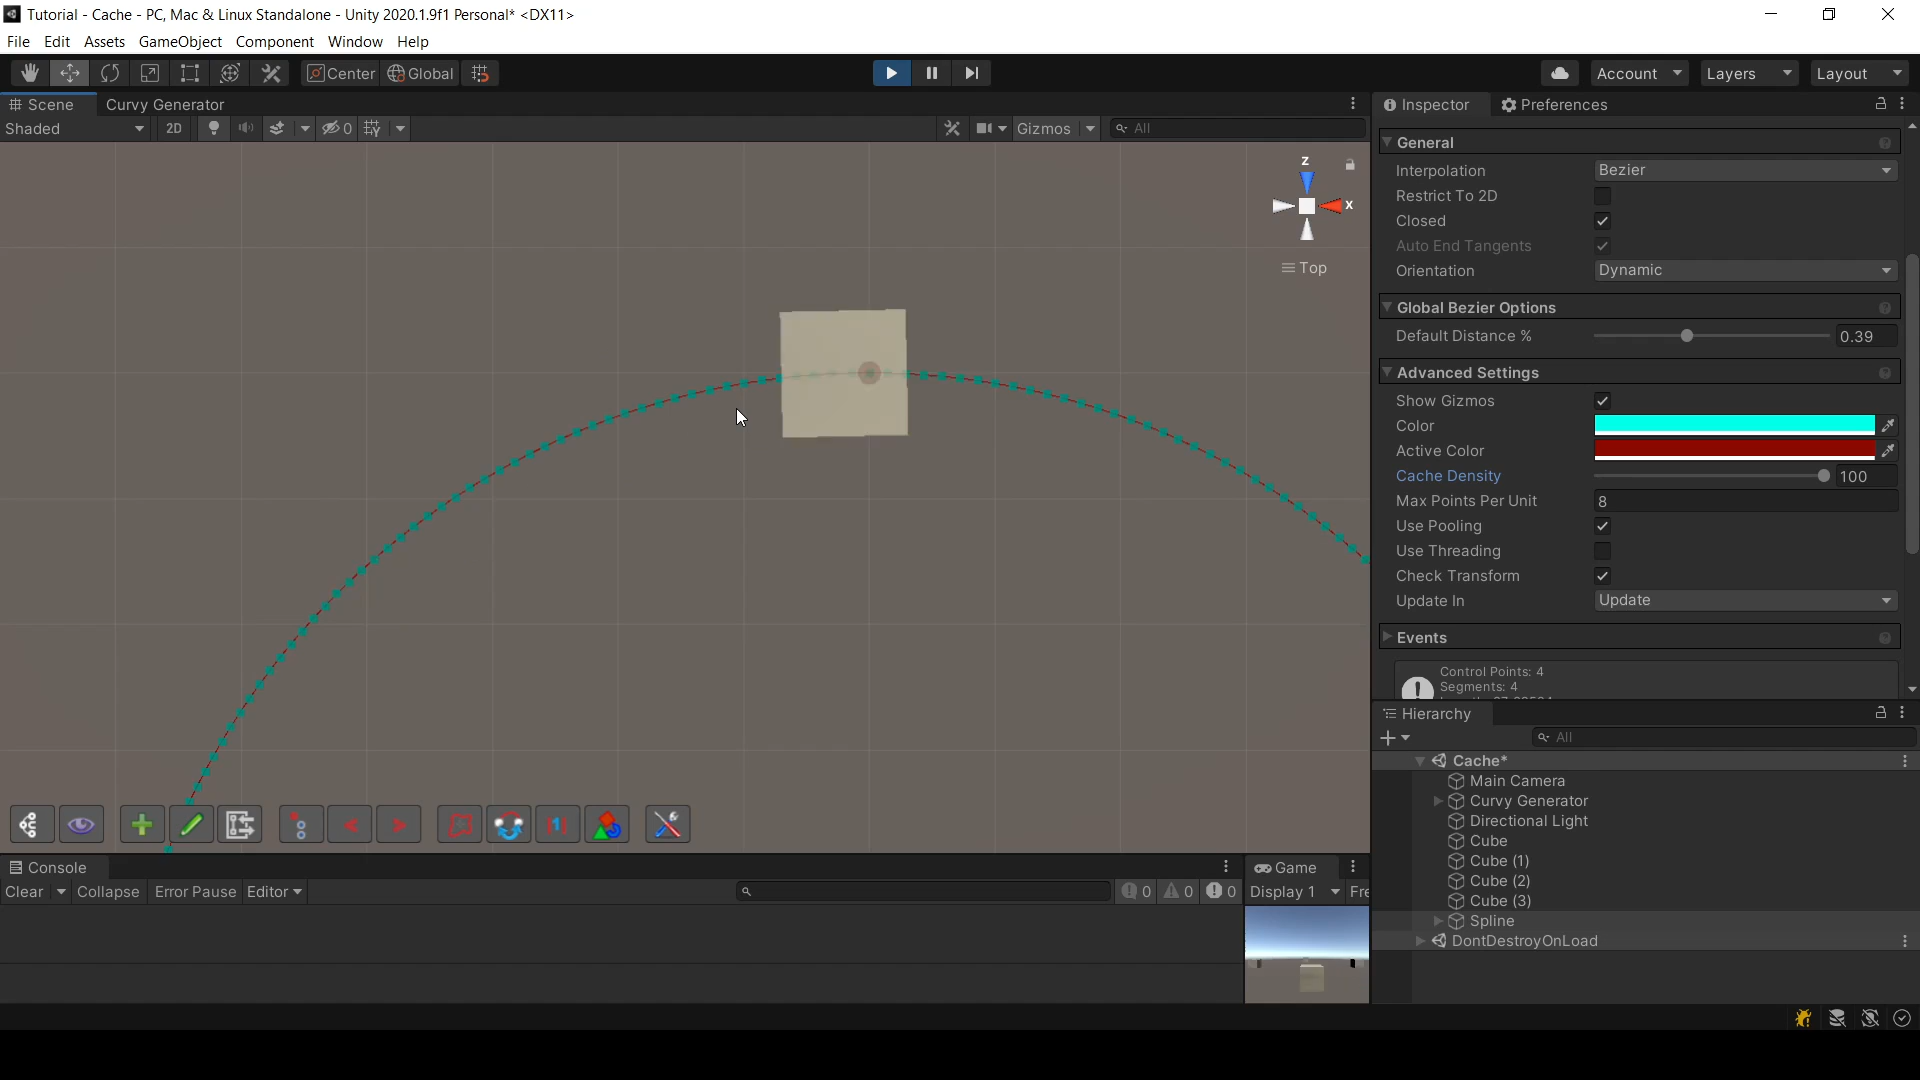 Tutorial - Cache - PC, Mac & Linux Standalone - Unity 2020.1.9f1 Personal* <DX11>
File Edit Assets GameObject Component Window Help
Center Global Account Layers Layout
Scene Curvy Generator
Shaded 2D 0 Gizmos All
z
x
Top
Inspector Preferences
General
Interpolation Bezier
Restrict To 2D
Closed
Auto End Tangents
Orientation Dynamic
Global Bezier Options
Default Distance % 0.39
Advanced Settings
Show Gizmos
Color
Active Color
Cache Density 100
Max Points Per Unit 8
Use Pooling
Use Threading
Check Transform
Update In Update
Events
Control Points: 4
Segments: 4
Hierarchy
All
Cache*
Main Camera
Curvy Generator
Directional Light
Cube
Cube (1)
Cube (2)
Cube (3)
Spline
DontDestroyOnLoad
Console
Clear Collapse Error Pause Editor 0 0 0
Game
Display 1 Fre